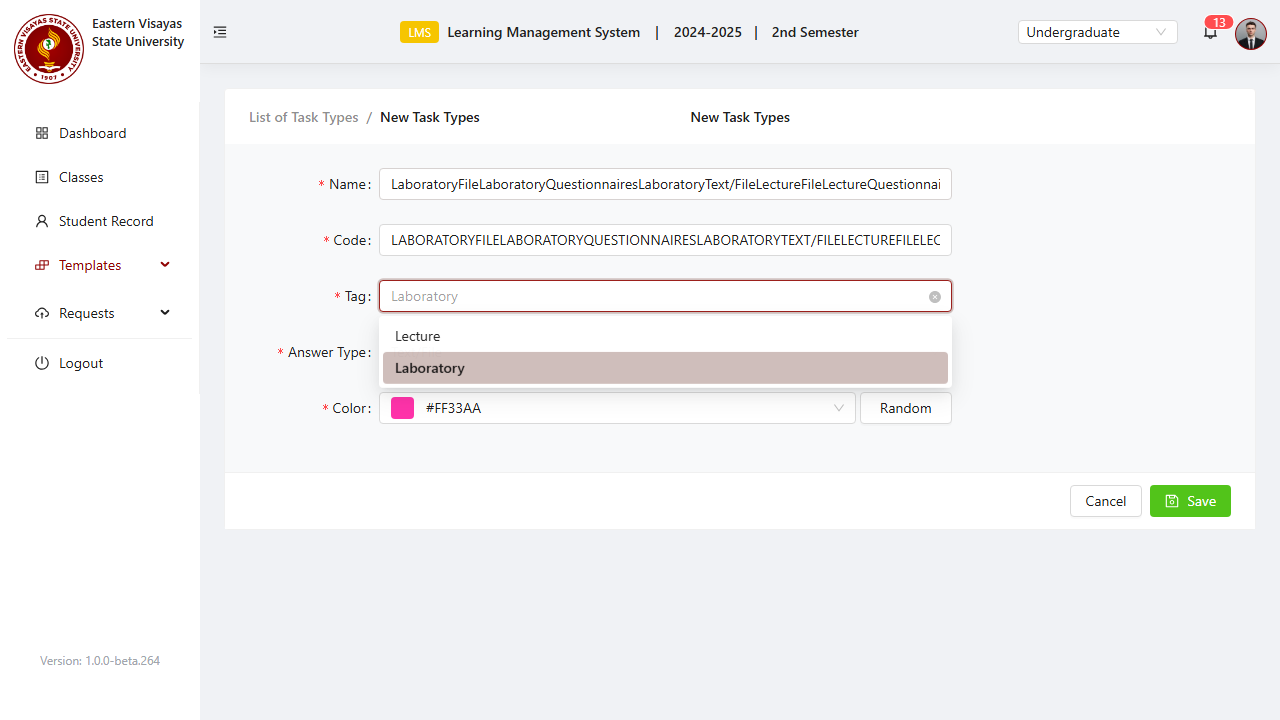 Eastern Visayas
State University
EASTERN VISAYAS STATE UNIVERSITY
1907
LMS Learning Management System | 2024-2025 | 2nd Semester
Undergraduate
13
Dashboard
Classes
Student Record
Templates
Requests
Logout
Version: 1.0.0-beta.264
List of Task Types / New Task Types
New Task Types
* Name: LaboratoryFileLaboratoryQuestionnairesLaboratoryText/FileLectureFileLectureQuestionnai
* Code: LABORATORYFILELABORATORYQUESTIONNAIRESLABORATORYTEXT/FILELECTUREFILELEC
* Tag: Laboratory
Lecture
Laboratory
* Answer Type:
* Color: #FF33AA Random
Cancel Save